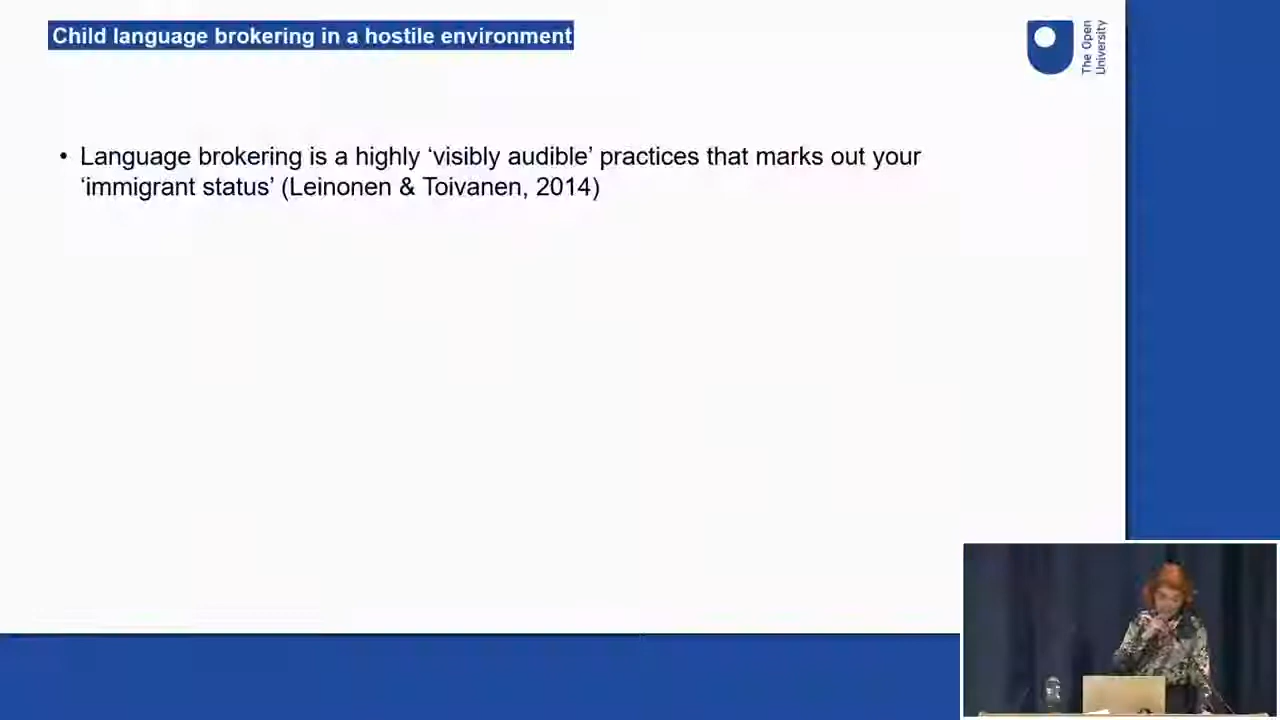 Child language brokering in a hostile environment
The Open
University
• Language brokering is a highly ‘visibly audible’ practices that marks out your
‘immigrant status’ (Leinonen & Toivanen, 2014)